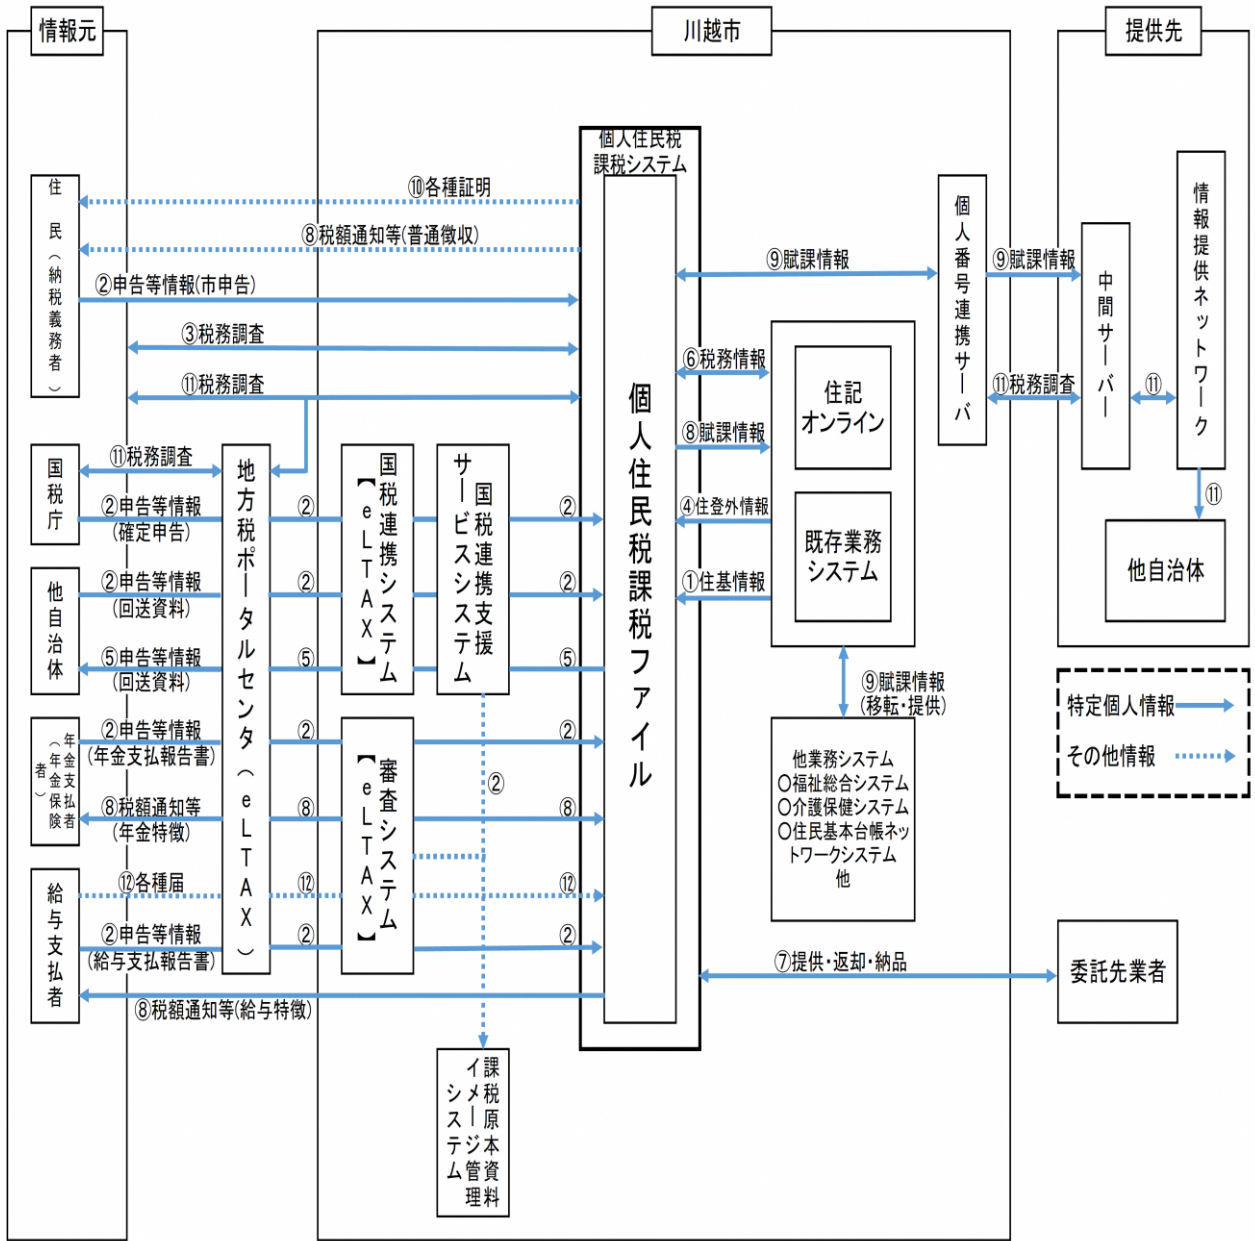 情報元
川越市
提供先
個人住民税
課税システム
個人住民税課税ファイル
住民(納税義務者)
⑩各種証明
⑧税額通知等(普通徴収)
②申告等情報(市申告)
③税務調査
⑪税務調査
国税庁
⑪税務調査
②申告等情報
(確定申告)
②
②
他自治体
②申告等情報
(回送資料)
②
②
⑤申告等情報
(回送資料)
⑤
⑤
年金支払者
(年金保険
者)
②申告等情報
(年金支払報告書)
②
②
⑧税額通知等
(年金特徴)
⑧
⑧
給与支払者
⑫各種届
⑫
⑫
②申告等情報
(給与支払報告書)
②
②
⑧税額通知等(給与特徴)
地方税ポータルセンタ(eLTAX)
国税連携システム
【eLTAX】
国税連携支援
サービスシステム
審査システム
【eLTAX】
②
課税原本資料
イメージ管理
システム
⑨賦課情報
⑥税務情報
⑧賦課情報
④住登外情報
①住基情報
住記
オンライン
既存業務
システム
⑨賦課情報
(移転・提供)
他業務システム
○福祉総合システム
○介護保健システム
○住民基本台帳ネッ
トワークシステム
他
⑦提供・返却・納品
個人番号連携サーバ
⑨賦課情報
⑪税務調査
中間サーバー
⑪
情報提供ネットワーク
⑪
他自治体
特定個人情報
その他情報
委託先業者